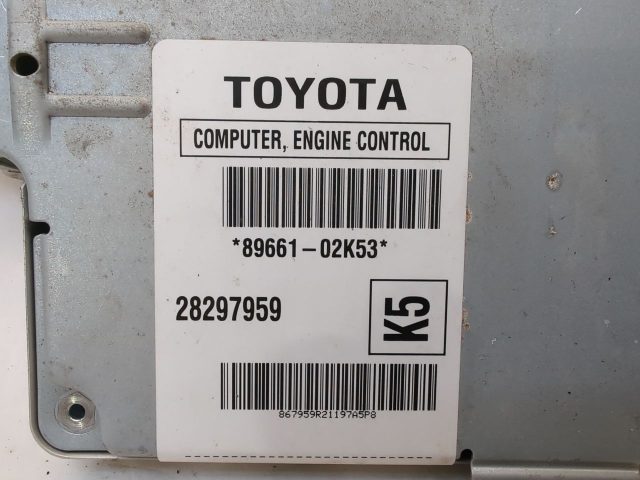 TOYOTA
COMPUTER, ENGINE CONTROL
*89661-02K53*
28297959
K5
867959R21197A5P8